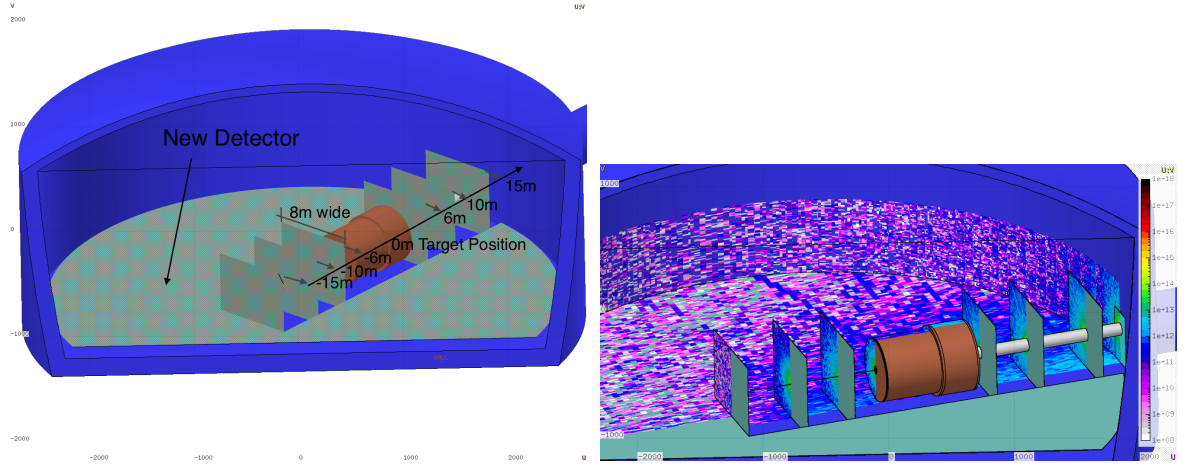 V
U;V
2000
New Detector
1000
15m
10m
6m
8m wide
0m Target Position
0
-6m
-10m
-15m
-1000
-2000
-2000
-1000
0
1000
2000
U
V
U;V
1000
1e+18
1e+17
1e+16
1e+15
1e+14
1e+13
1e+12
1e+11
1e+10
1e+09
1e+08
-1000
-2000
-1000
0
1000
2000
U